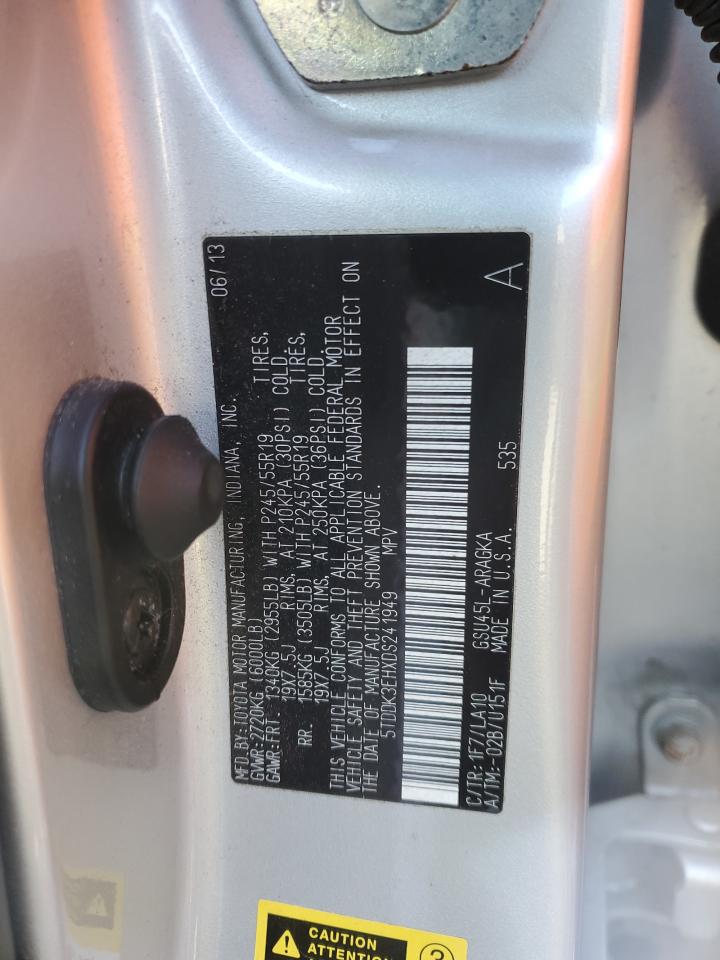 MFD.BY:TOYOTA MOTOR MANUFACTURING, INDIANA, INC. 06/13
GVWR:2720KG (6000LB)
GAWR:FRT. 1340KG (2955LB) WITH P245/55R19 TIRES,
19X7.5J RIMS, AT 210KPA (30PSI) COLD.
RR. 1585KG (3505LB) WITH P245/55R19 TIRES,
19X7.5J RIMS, AT 250KPA (36PSI) COLD.
THIS VEHICLE CONFORMS TO ALL APPLICABLE FEDERAL MOTOR
VEHICLE SAFETY AND THEFT PREVENTION STANDARDS IN EFFECT ON
THE DATE OF MANUFACTURE SHOWN ABOVE.
5TDDK3EHXDS241949 MPV
C/TR:1F7/LA10 GSU45L-ARAGKA
A/TM:-02B/U151F MADE IN U.S.A. 535 A
CAUTION
ATTENTION